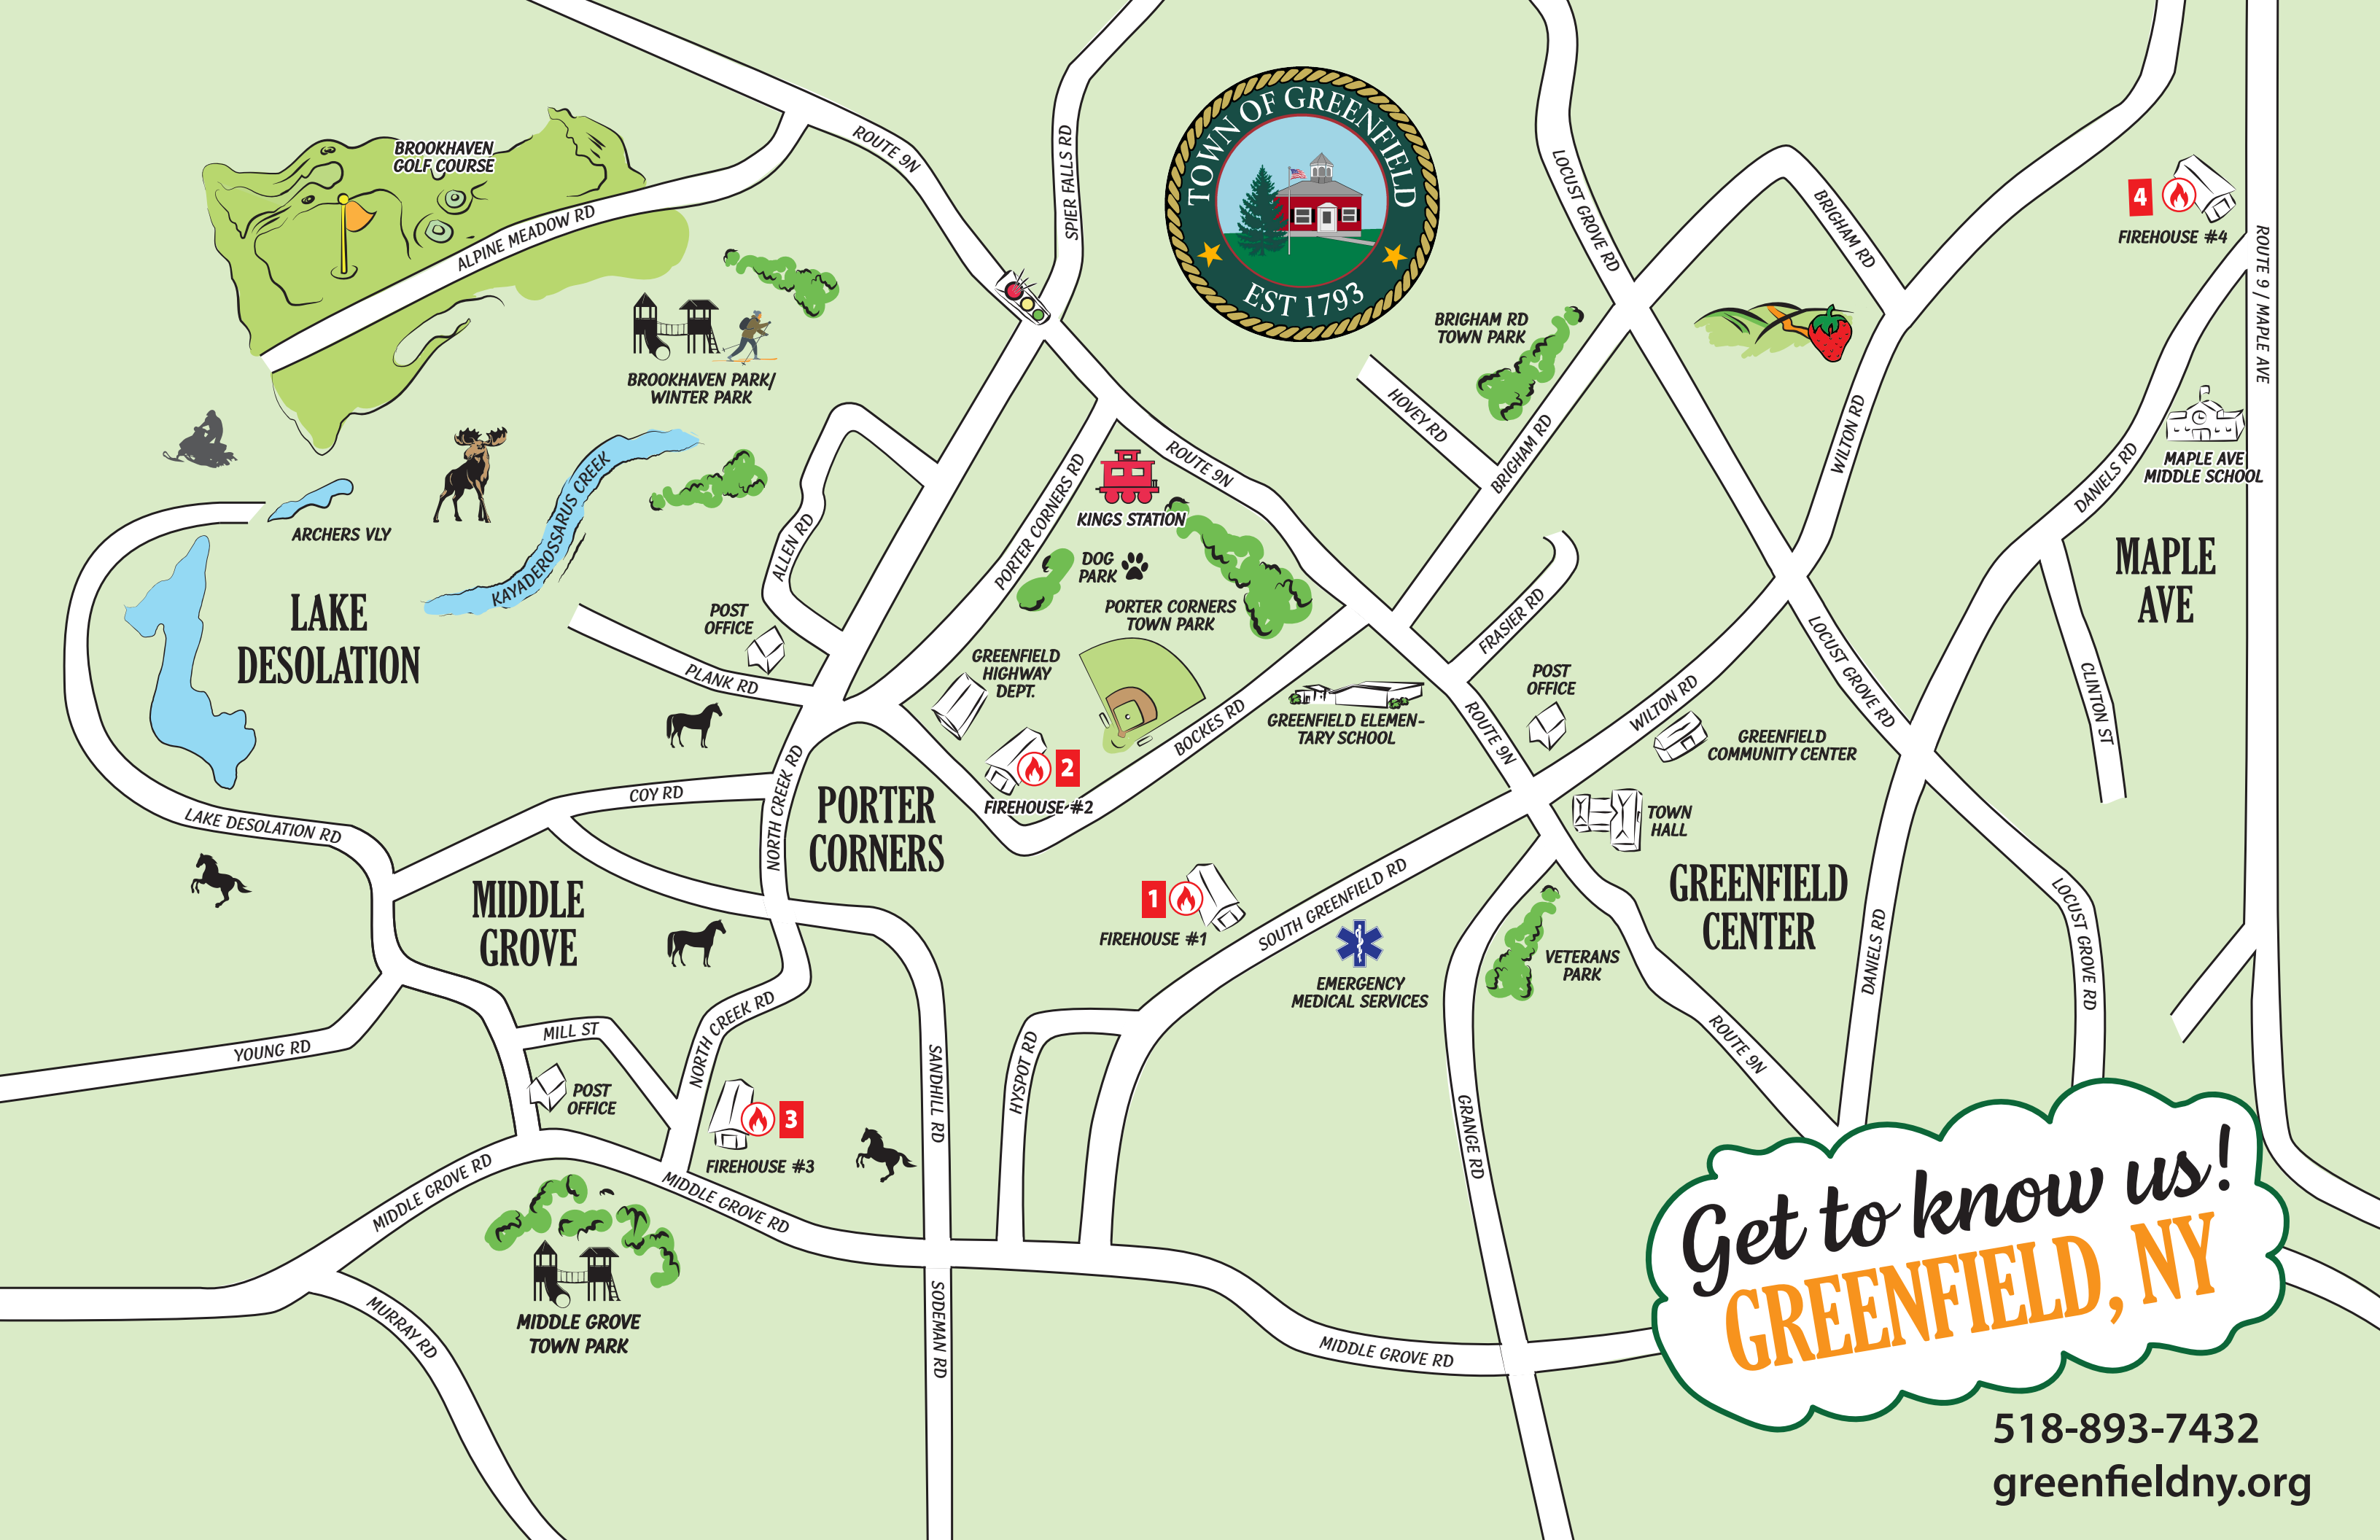 TOWN OF GREENFIELD
EST 1793
BROOKHAVEN
GOLF COURSE
ALPINE MEADOW RD
ROUTE 9N
SPIER FALLS RD
LOCUST GROVE RD
BRIGHAM RD
4
FIREHOUSE #4
ROUTE 9 / MAPLE AVE
BROOKHAVEN PARK/
WINTER PARK
BRIGHAM RD
TOWN PARK
HOVEY RD
BRIGHAM RD
WILTON RD
DANIELS RD
MAPLE AVE
MIDDLE SCHOOL
ARCHERS VLY
KAYADEROSSARUS CREEK
ALLEN RD
PORTER CORNERS RD
KINGS STATION
ROUTE 9N
DOG
PARK
PORTER CORNERS
TOWN PARK
FRASIER RD
MAPLE
AVE
LAKE
DESOLATION
POST
OFFICE
PLANK RD
GREENFIELD
HIGHWAY
DEPT.
BOCKES RD
GREENFIELD ELEMEN-
TARY SCHOOL
ROUTE 9N
POST
OFFICE
WILTON RD
LOCUST GROVE RD
CLINTON ST
GREENFIELD
COMMUNITY CENTER
2
FIREHOUSE #2
COY RD
NORTH CREEK RD
PORTER
CORNERS
LAKE DESOLATION RD
TOWN
HALL
MIDDLE
GROVE
1
FIREHOUSE #1
SOUTH GREENFIELD RD
EMERGENCY
MEDICAL SERVICES
VETERANS
PARK
GREENFIELD
CENTER
DANIELS RD
LOCUST GROVE RD
YOUNG RD
MILL ST
NORTH CREEK RD
POST
OFFICE
3
FIREHOUSE #3
SANDHILL RD
HYSPOT RD
GRANGE RD
ROUTE 9N
MIDDLE GROVE RD
MIDDLE GROVE RD
MURRAY RD
MIDDLE GROVE
TOWN PARK
SODEMAN RD
MIDDLE GROVE RD
Get to know us!
GREENFIELD, NY
518-893-7432
greenfieldny.org